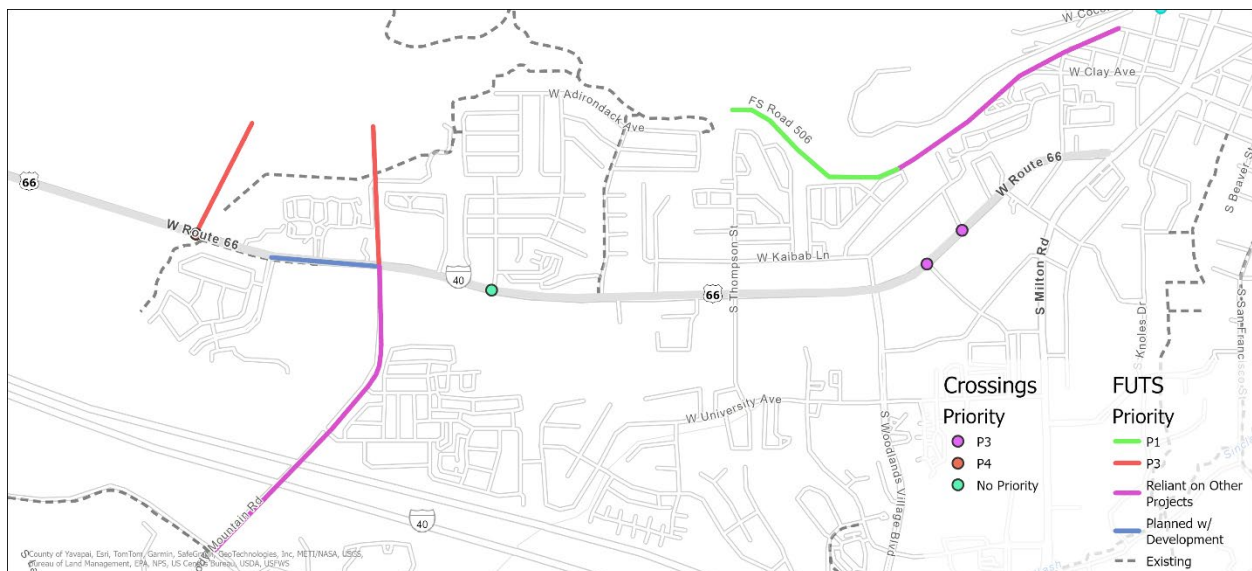 W Coco
W Clay Ave
W Adirondack Ave
FS Road 506
66
W Route 66
W Route 66
S Beaver St
S San Francisco St
S Thompson St
W Kaibab Ln
S Milton Rd
S Knoles Dr
40
66
W University Ave
S Woodlands Village Blvd
Mountain Rd
40
Crossings
Priority
P3
P4
No Priority
FUTS
Priority
P1
P3
Reliant on Other
Projects
Planned w/
Development
Existing
County of Yavapai, Esri, TomTom, Garmin, SafeGraph, GeoTechnologies, Inc, METI/NASA, USGS,
Bureau of Land Management, EPA, NPS, US Census Bureau, USDA, USFWS